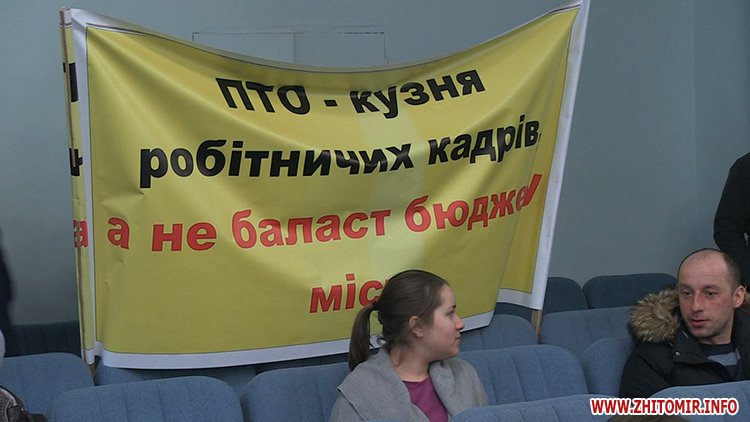 ПТО - кузня
робітничих кадрів,
а не баласт бюдже
міс
WWW.ZHITOMIR.INFO